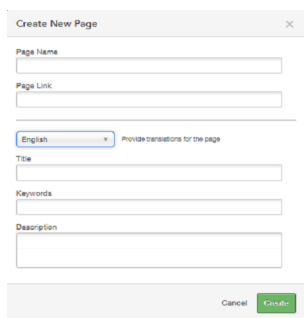 Create New Page
Page Name
Page Link
English Provide translations for the page
Title
Keywords
Description
Cancel Create